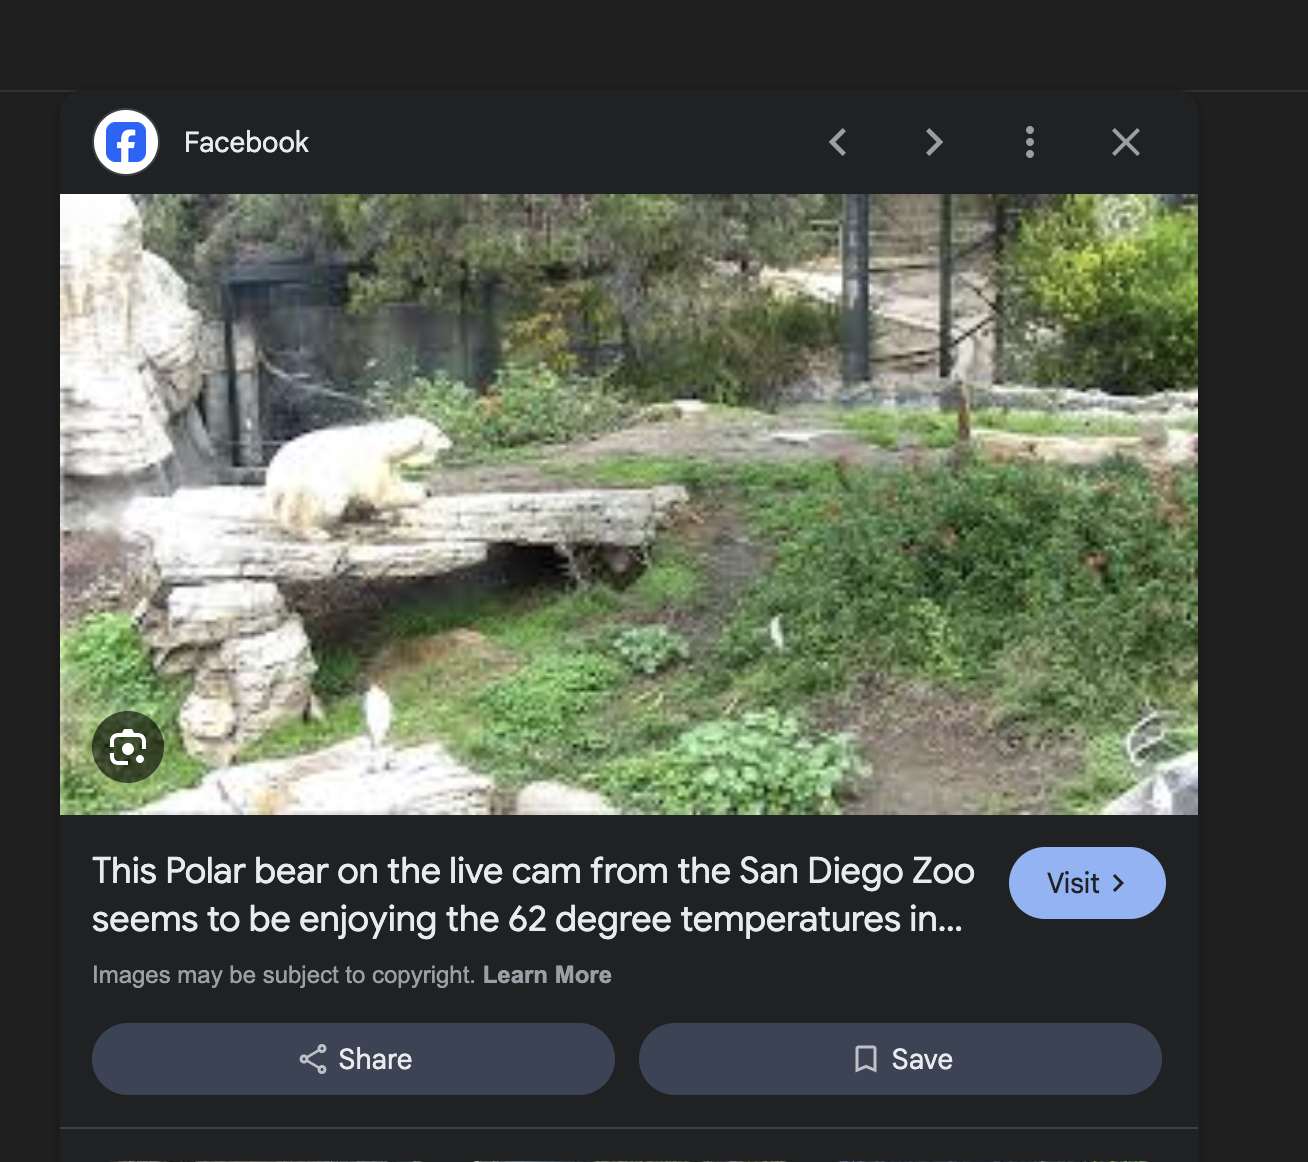 Facebook
This Polar bear on the live cam from the San Diego Zoo
seems to be enjoying the 62 degree temperatures in...
Visit
Images may be subject to copyright. Learn More
Share
Save